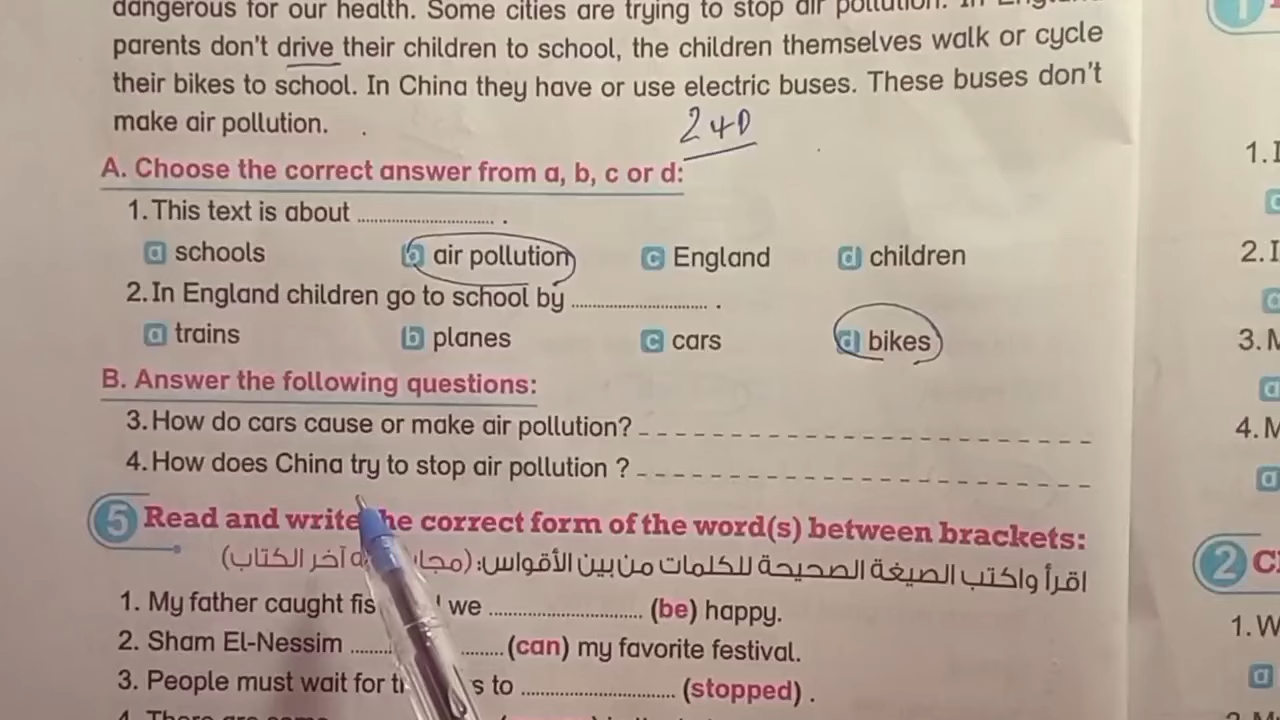 dangerous for our health. Some cities are trying to stop air pollution. In
parents don't drive their children to school, the children themselves walk or cycle
their bikes to school. In China they have or use electric buses. These buses don't
make air pollution.
A. Choose the correct answer from a, b, c or d:
1. This text is about .............................. .
a schools b air pollution c England d children
2. In England children go to school by .............................. .
a trains b planes c cars d bikes
B. Answer the following questions:
3. How do cars cause or make air pollution?
4. How does China try to stop air pollution ?
5 Read and write the correct form of the word(s) between brackets:
اقرأ واكتب الصيغة الصحيحة للكلمات من بين الأقواس: آخر الكتاب)
1. My father caught we .............................. (be) happy.
2. Sham El-Nessim .............................. (can) my favorite festival.
3. People must wait for to .............................. (stopped) .
1. I
2. I
3. M
a
4. M
a
2
1. W
a